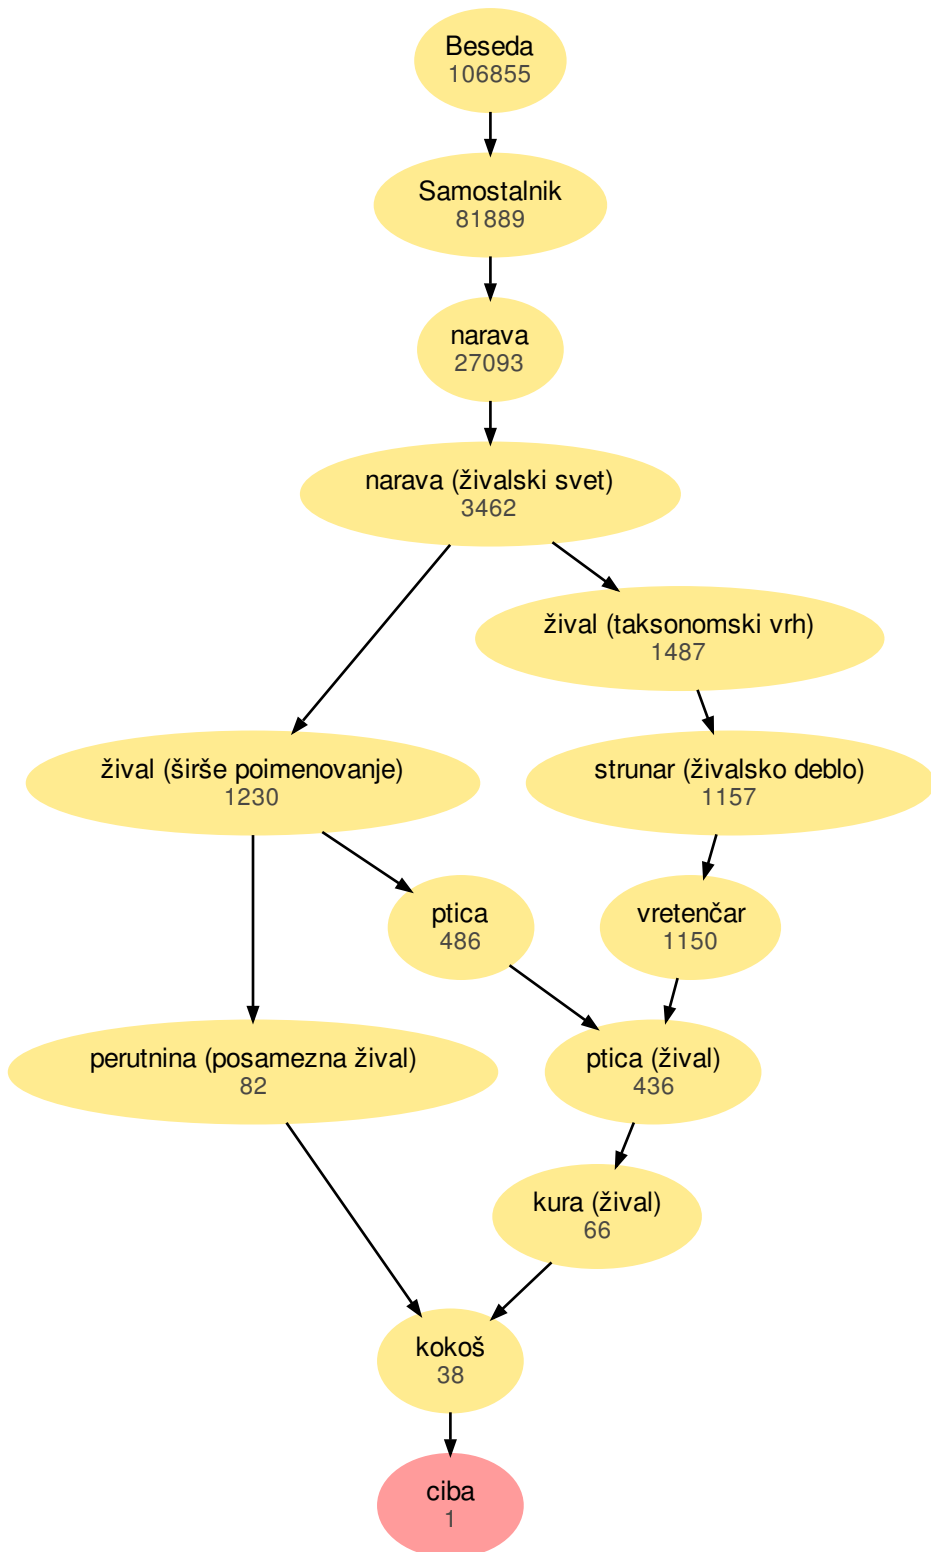 Beseda
106855
Samostalnik
81889
narava
27093
narava (živalski svet)
3462
žival (taksonomski vrh)
1487
žival (širše poimenovanje)
1230
strunar (živalsko deblo)
1157
ptica
486
vretenčar
1150
perutnina (posamezna žival)
82
ptica (žival)
436
kura (žival)
66
kokoš
38
ciba
1